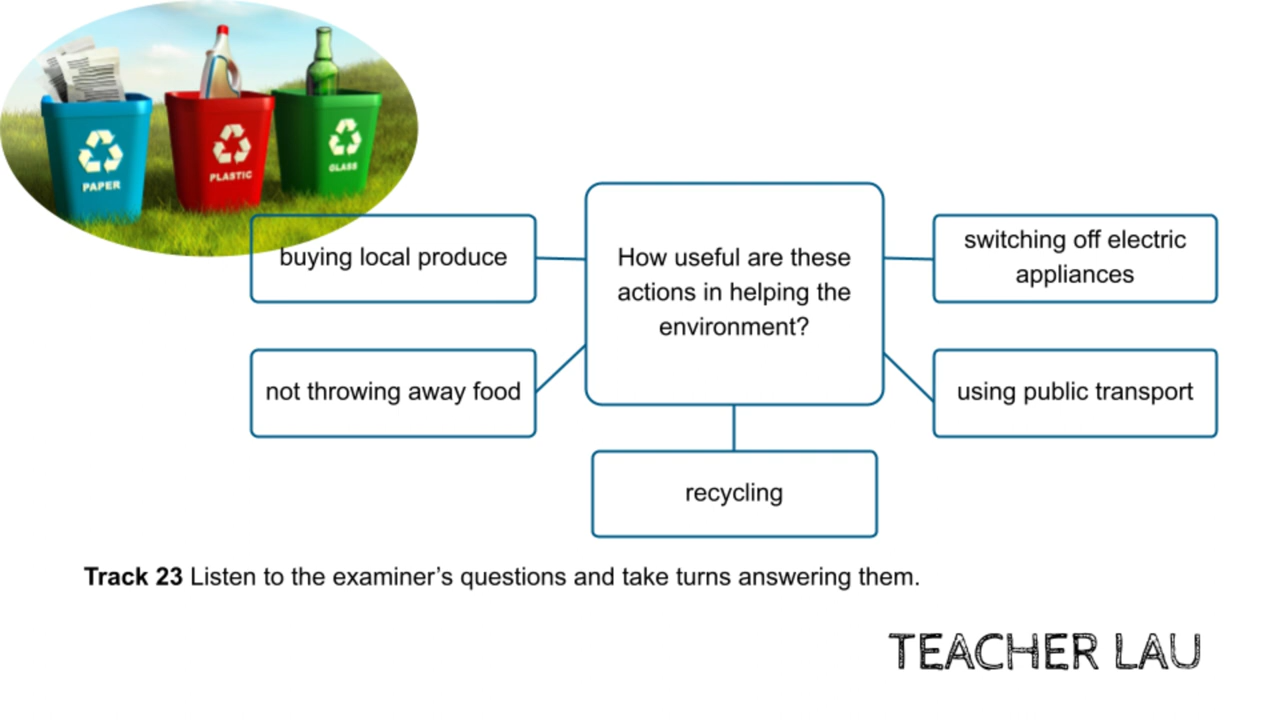 PAPER
PLASTIC
GLASS
buying local produce
How useful are these
actions in helping the
environment?
switching off electric
appliances
not throwing away food
using public transport
recycling
Track 23 Listen to the examiner’s questions and take turns answering them.
TEACHER LAU